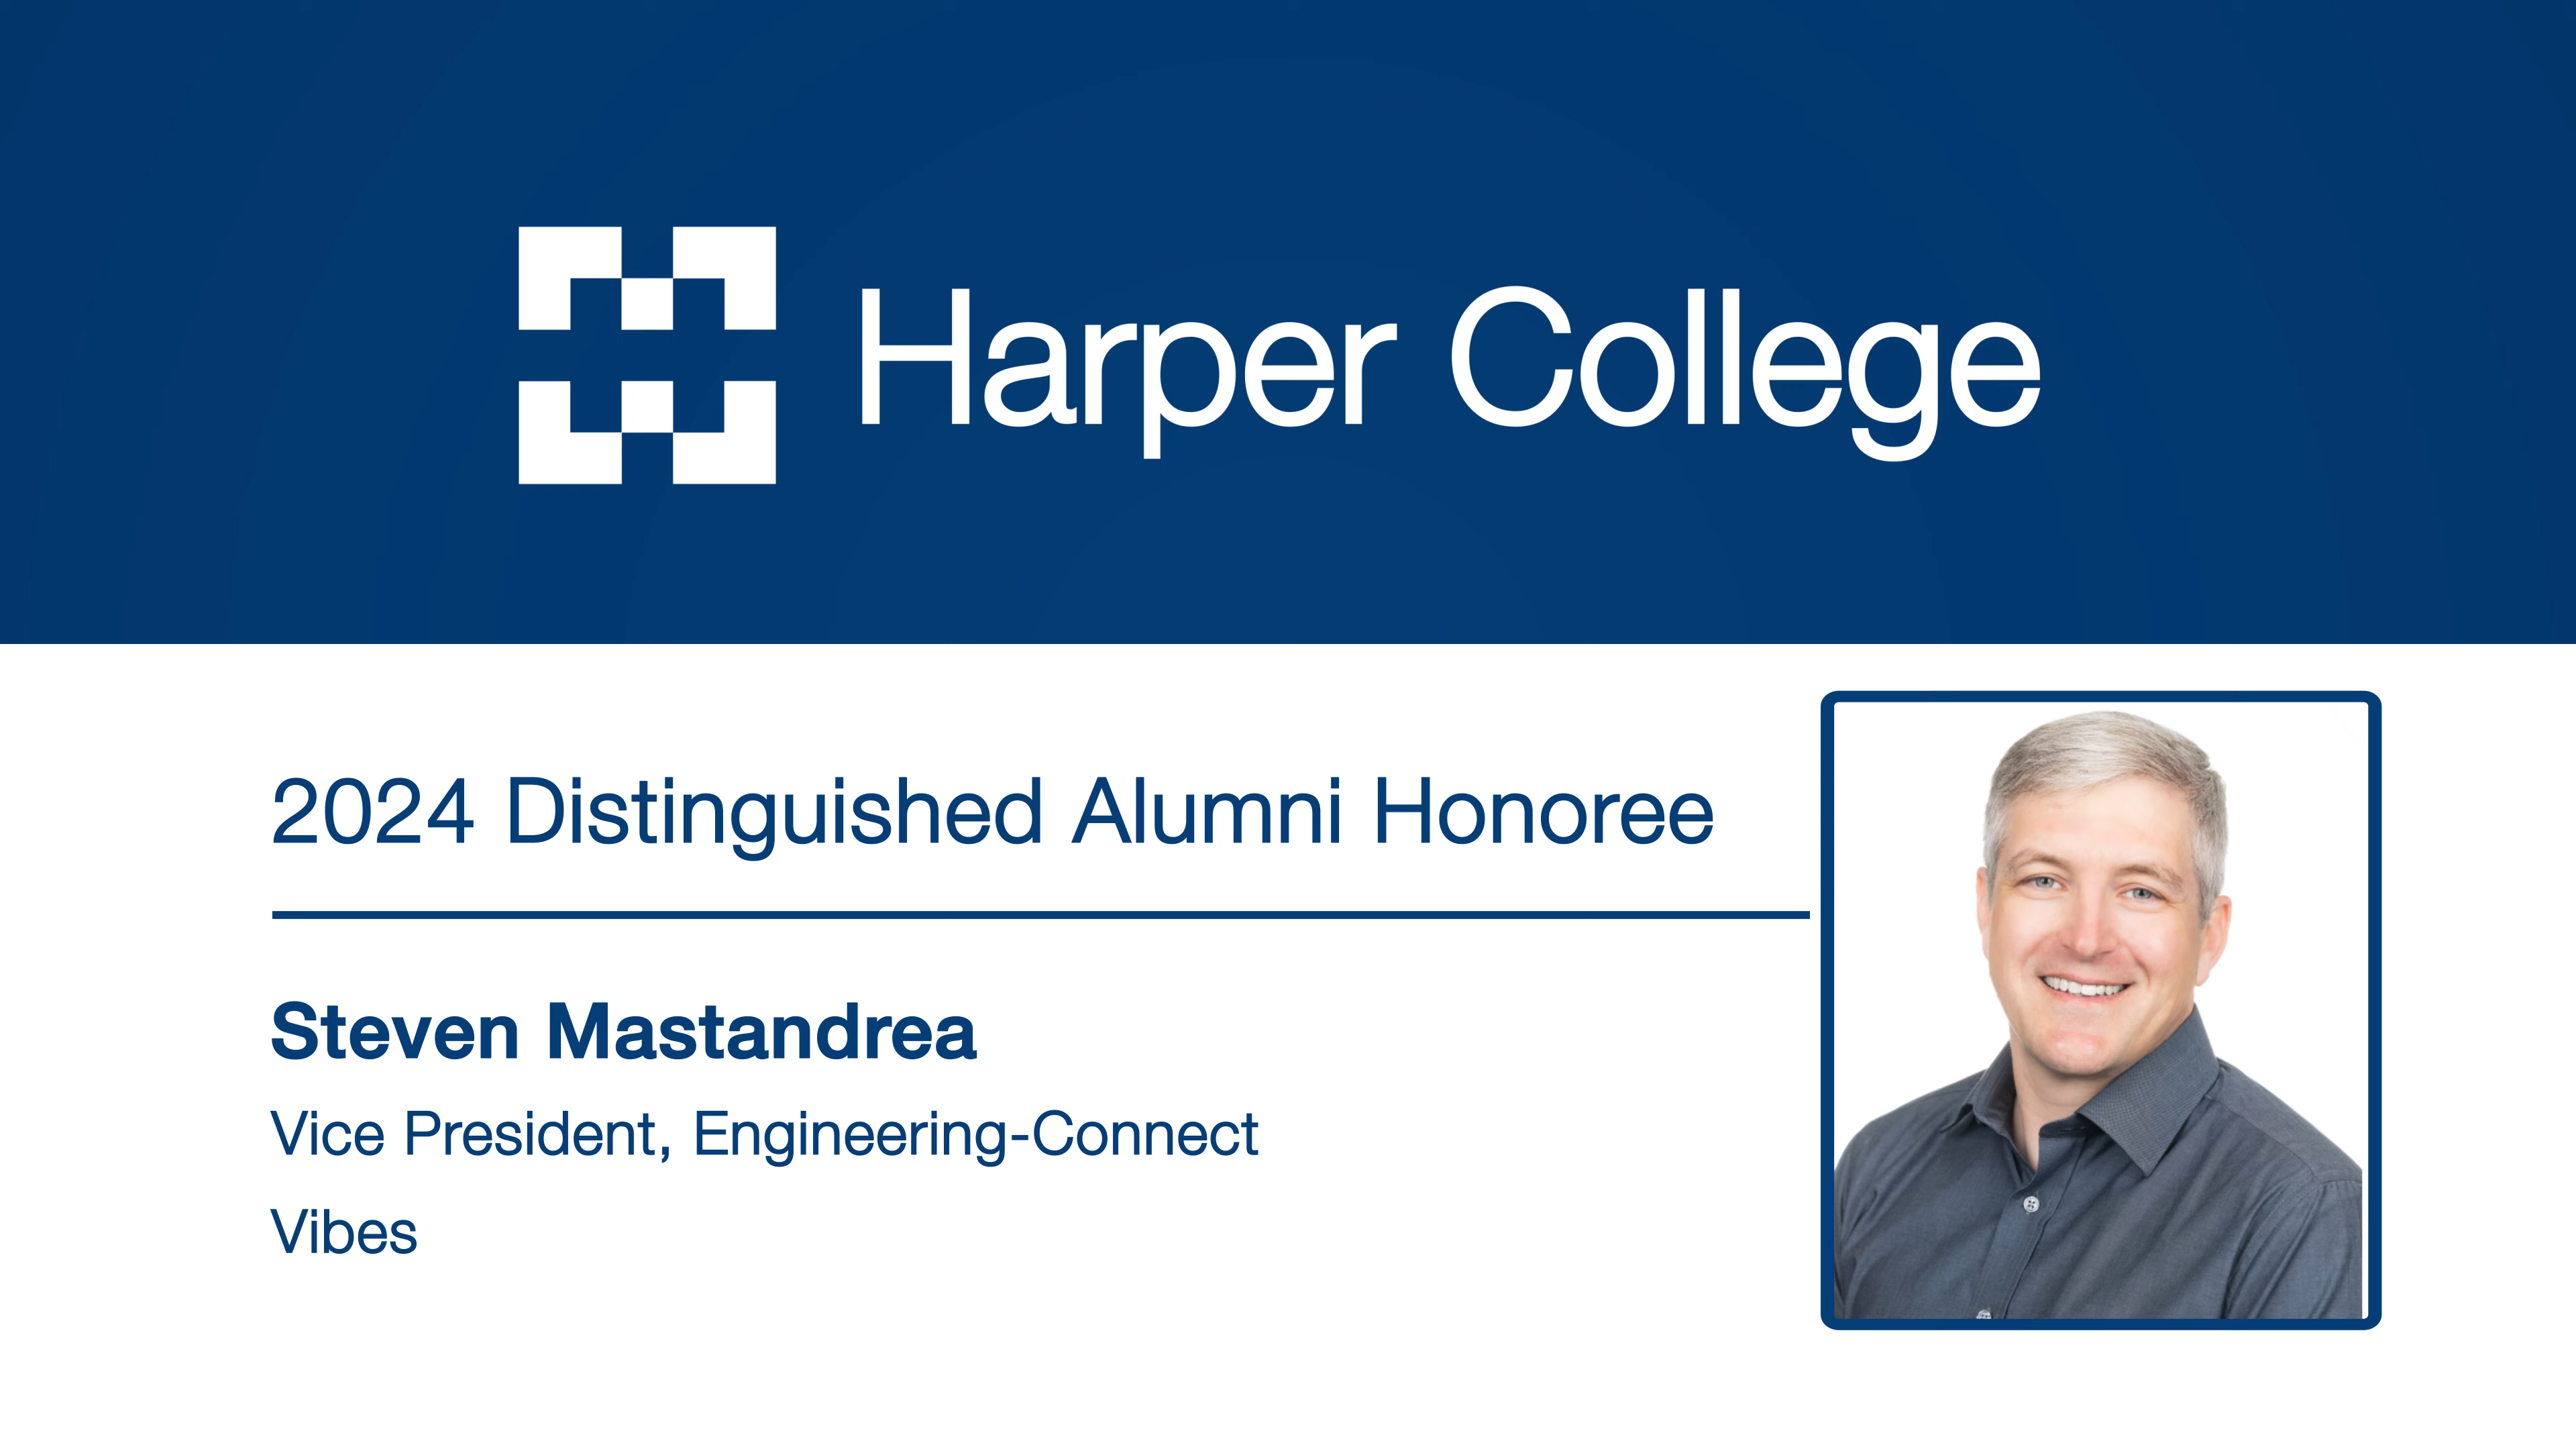 Harper College
2024 Distinguished Alumni Honoree
Steven Mastandrea
Vice President, Engineering-Connect
Vibes